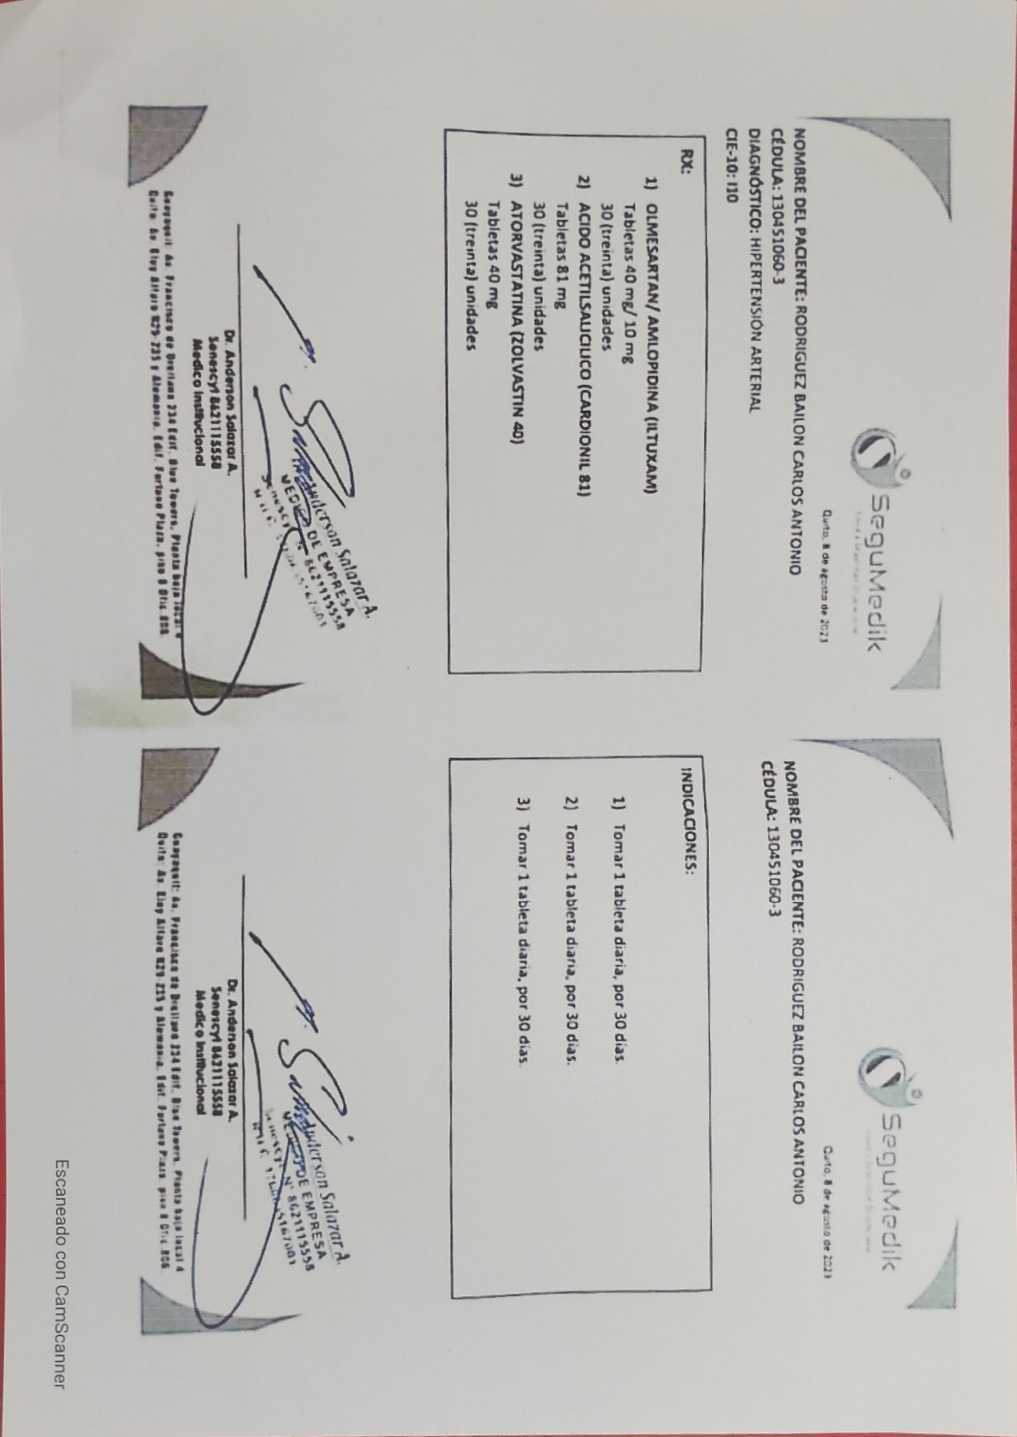 SeguMedik
Quito, 8 de agosto de 2023
NOMBRE DEL PACIENTE: RODRIGUEZ BAILON CARLOS ANTONIO
CÉDULA: 130451060-3
DIAGNÓSTICO: HIPERTENSIÓN ARTERIAL
CIE-10: I10
RX:
1) OLMESARTAN/ AMLOPIDINA (ILTUXAM)
Tabletas 40 mg/ 10 mg
30 (treinta) unidades
2) ACIDO ACETILSALICILICO (CARDIONIL 81)
Tabletas 81 mg
30 (treinta) unidades
3) ATORVASTATINA (ZOLVASTIN 40)
Tabletas 40 mg
30 (treinta) unidades
Anderson Salazar A.
MEDICO DE EMPRESA
Senescyt N° 8621115558
Dr. Anderson Salazar A.
Senescyt 8621115558
Medico Institucional
Guayaquil: Av. Francisco de Orellana 234 Edif. Blue Towers, Planta baja local 4
Quito: Av. Eloy Alfaro N29-235 y Alemania, Edif. Fortune Plaza, piso 8 Ofic. 808
SeguMedik
Quito, 8 de agosto de 2023
NOMBRE DEL PACIENTE: RODRIGUEZ BAILON CARLOS ANTONIO
CÉDULA: 130451060-3
INDICACIONES:
1) Tomar 1 tableta diaria, por 30 dias.
2) Tomar 1 tableta diaria, por 30 dias.
3) Tomar 1 tableta diaria, por 30 dias.
Anderson Salazar A.
MEDICO DE EMPRESA
Senescyt N° 8621115558
Dr. Anderson Salazar A.
Senescyt 8621115558
Medico Institucional
Guayaquil: Av. Francisco de Orellana 234 Edif. Blue Towers, Planta baja local 4
Quito: Av. Eloy Alfaro N29-235 y Alemania, Edif. Fortune Plaza, piso 8 Ofic. 808
Escaneado con CamScanner